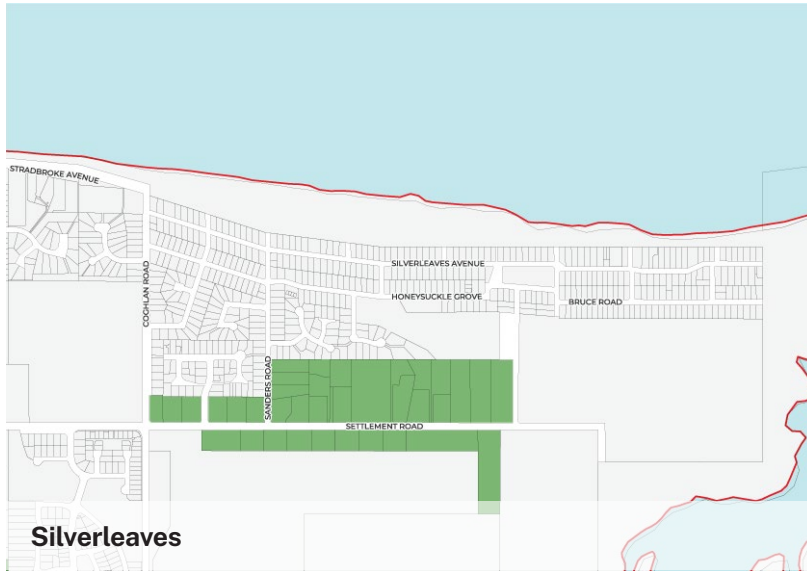 STRADBROKE AVENUE
SILVERLEAVES AVENUE
COGHLAN ROAD
HONEYSUCKLE GROVE
BRUCE ROAD
SANDERS ROAD
SETTLEMENT ROAD
Silverleaves